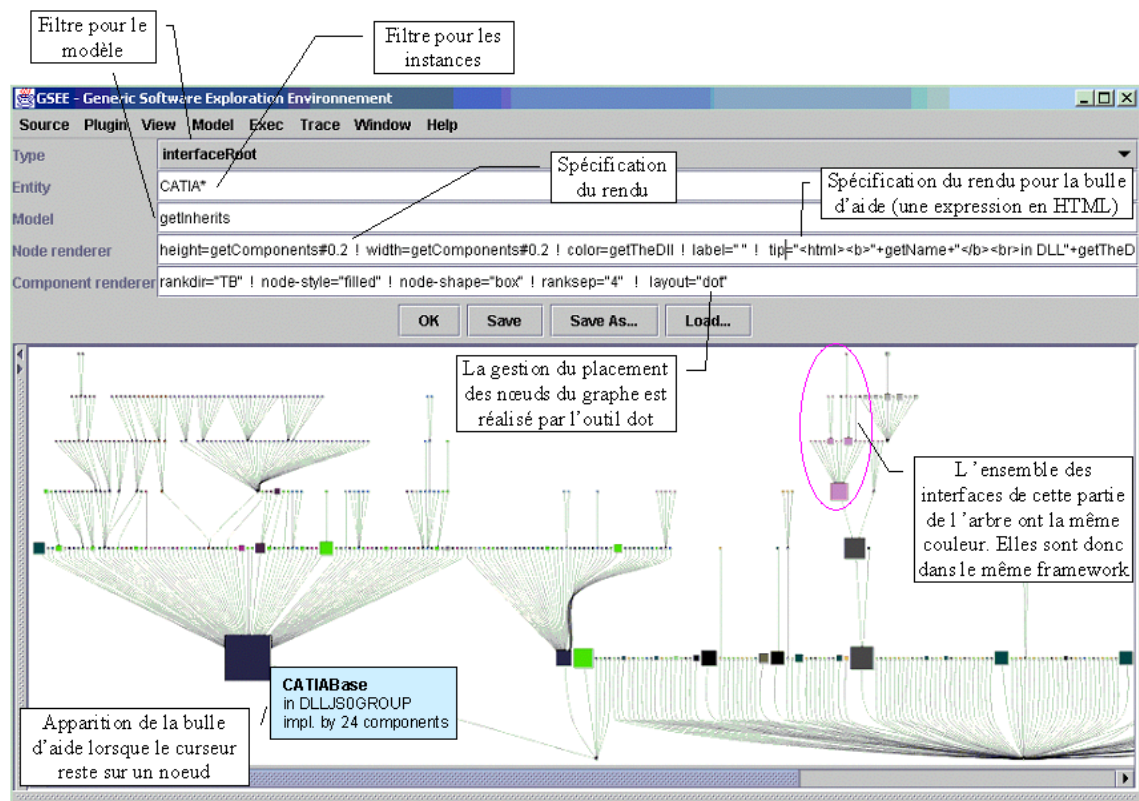 Filtre pour le
modèle
Filtre pour les
instances
GSEE - Generic Software Exploration Environnement
Source Plugin View Model Exec Trace Window Help
Type interfaceRoot
Spécification
du rendu
Spécification du rendu pour la bulle
d'aide (une expression en HTML)
Entity CATIA*
Model getInherits
Node renderer height=getComponents#0.2 ! width=getComponents#0.2 ! color=getTheDll ! label=" " ! tip="<html><b>"+getName+"</b><br>in DLL"+getTheD
Component renderer rankdir="TB" ! node-style="filled" ! node-shape="box" ! ranksep="4" ! layout="dot"
OK Save Save As... Load...
La gestion du placement
des nœuds du graphe est
réalisé par l'outil dot
L 'ensemble des
interfaces de cette partie
de l 'arbre ont la même
couleur. Elles sont donc
dans le même framework
CATIABase
in DLLJS0GROUP
impl. by 24 components
Apparition de la bulle
d'aide lorsque le curseur
reste sur un noeud